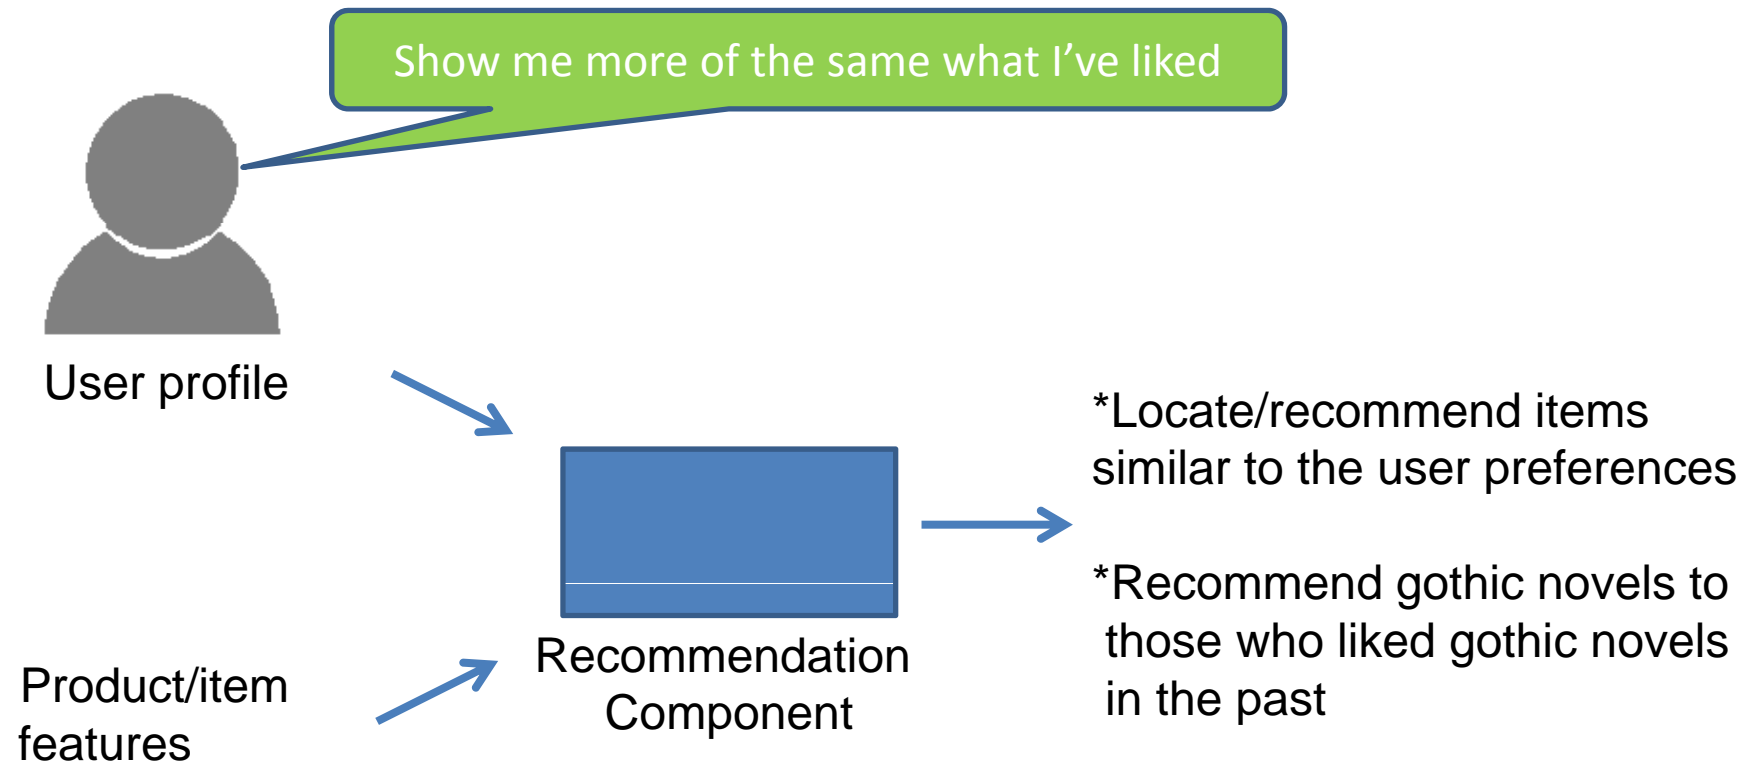 Show me more of the same what I've liked
User profile
*Locate/recommend items
similar to the user preferences
*Recommend gothic novels to
those who liked gothic novels
in the past
Recommendation
Component
Product/item
features